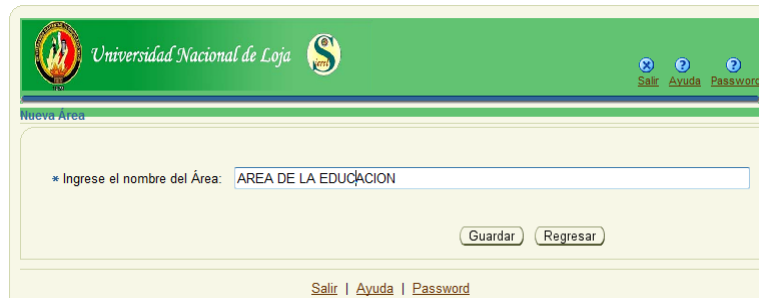 Universidad Nacional de Loja
Salir Ayuda Password
Nueva Área
* Ingrese el nombre del Área: AREA DE LA EDUCACION
Guardar Regresar
Salir | Ayuda | Password